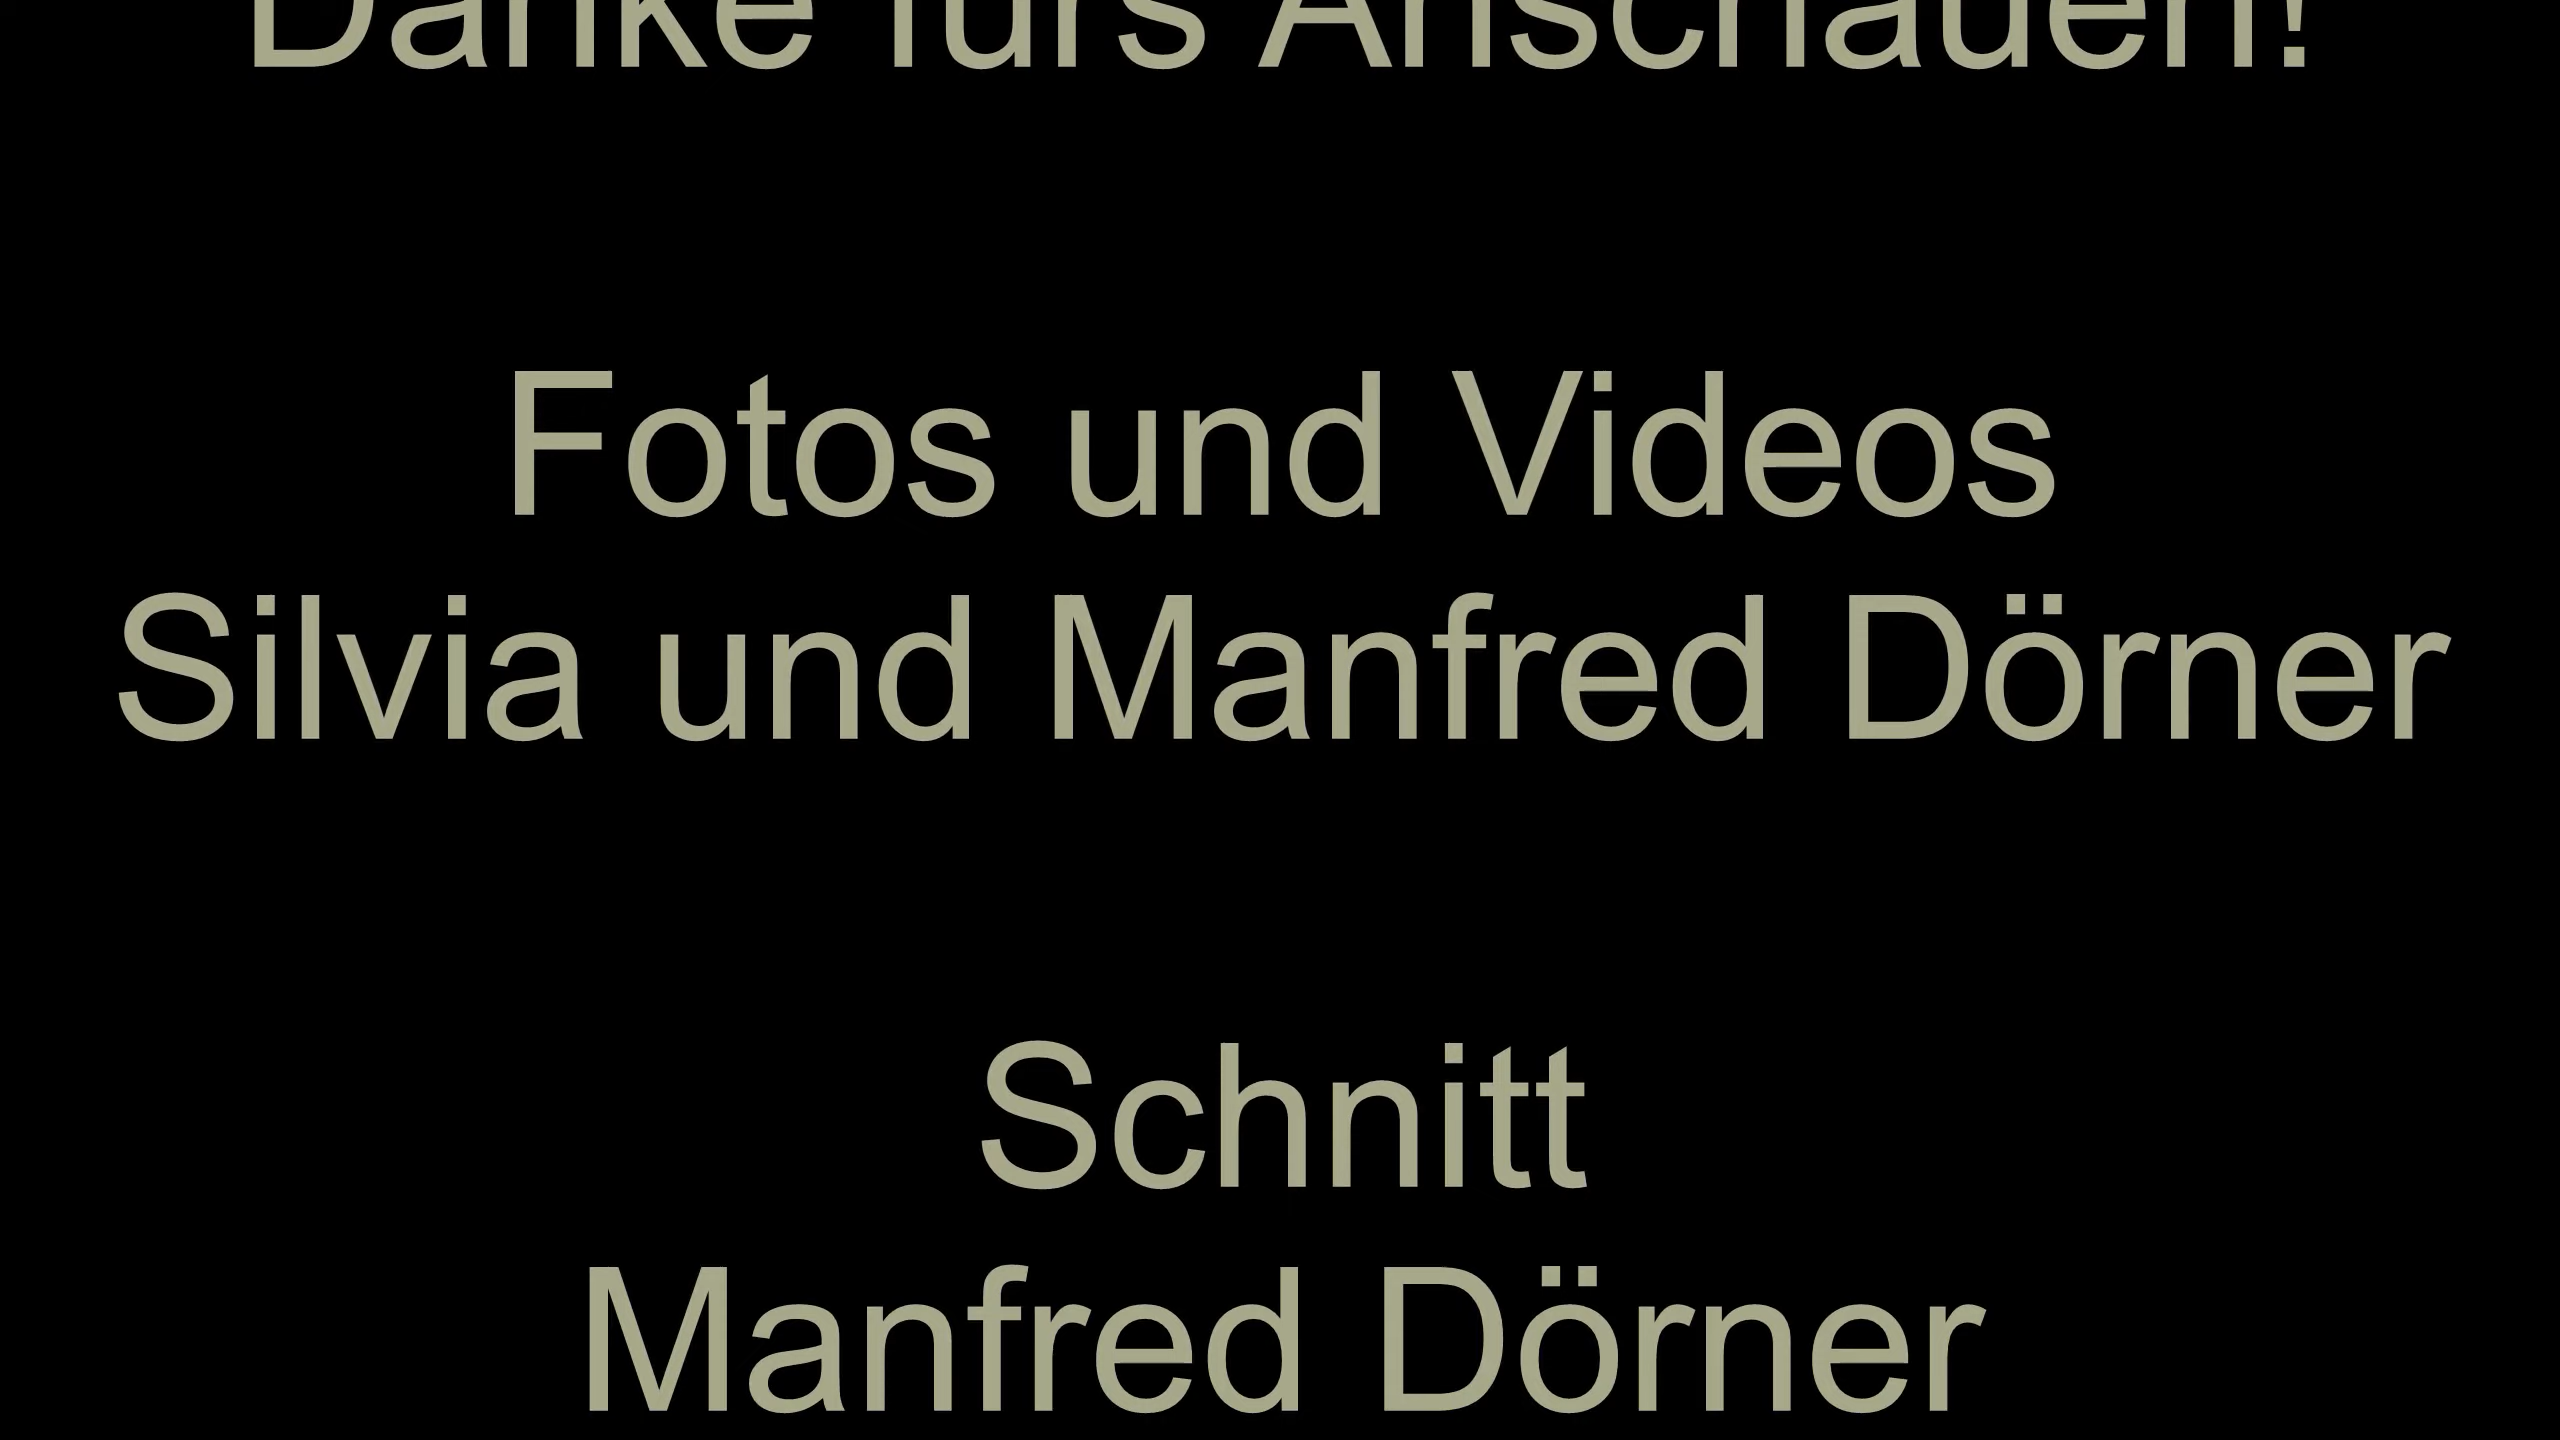 Danke fürs Anschauen!
Fotos und Videos
Silvia und Manfred Dörner
Schnitt
Manfred Dörner